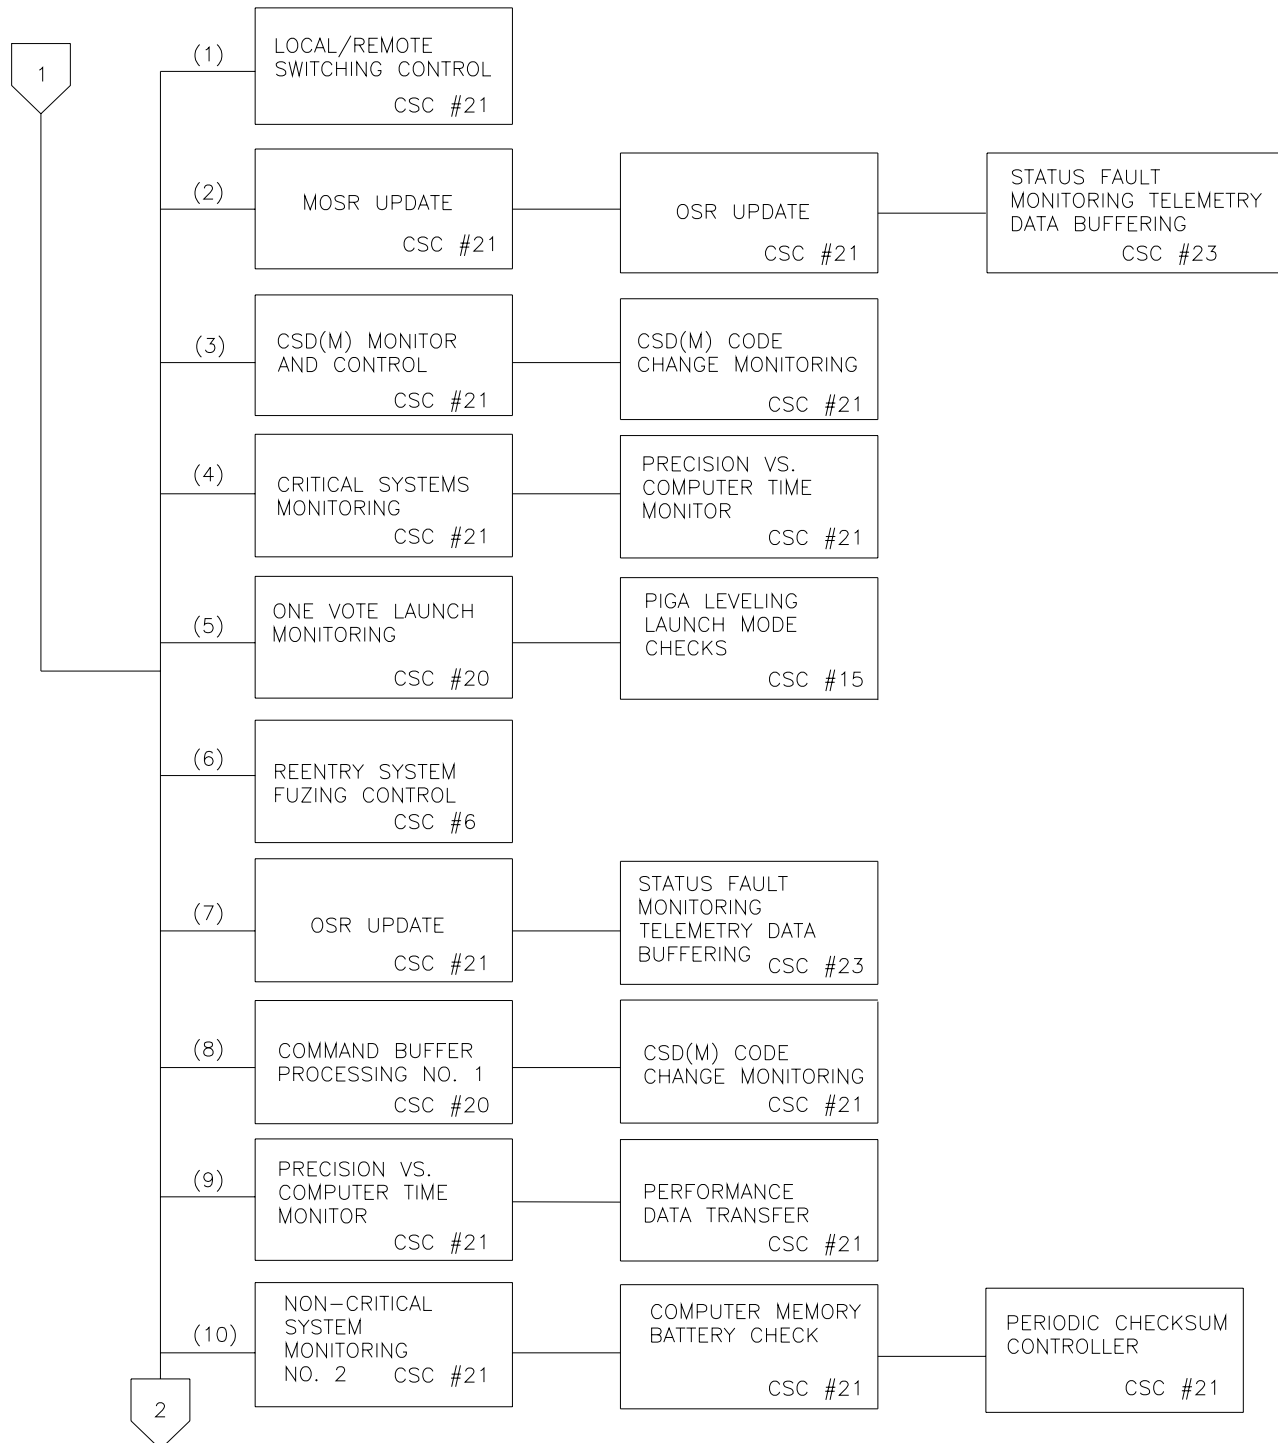 1
(1)
LOCAL/REMOTE
SWITCHING CONTROL
CSC #21
(2)
MOSR UPDATE
CSC #21
OSR UPDATE
CSC #21
STATUS FAULT
MONITORING TELEMETRY
DATA BUFFERING
CSC #23
(3)
CSD(M) MONITOR
AND CONTROL
CSC #21
CSD(M) CODE
CHANGE MONITORING
CSC #21
(4)
CRITICAL SYSTEMS
MONITORING
CSC #21
PRECISION VS.
COMPUTER TIME
MONITOR
CSC #21
(5)
ONE VOTE LAUNCH
MONITORING
CSC #20
PIGA LEVELING
LAUNCH MODE
CHECKS
CSC #15
(6)
REENTRY SYSTEM
FUZING CONTROL
CSC #6
(7)
OSR UPDATE
CSC #21
STATUS FAULT
MONITORING
TELEMETRY DATA
BUFFERING
CSC #23
(8)
COMMAND BUFFER
PROCESSING NO. 1
CSC #20
CSD(M) CODE
CHANGE MONITORING
CSC #21
(9)
PRECISION VS.
COMPUTER TIME
MONITOR
CSC #21
PERFORMANCE
DATA TRANSFER
CSC #21
(10)
NON-CRITICAL
SYSTEM
MONITORING
NO. 2 CSC #21
COMPUTER MEMORY
BATTERY CHECK
CSC #21
PERIODIC CHECKSUM
CONTROLLER
CSC #21
2